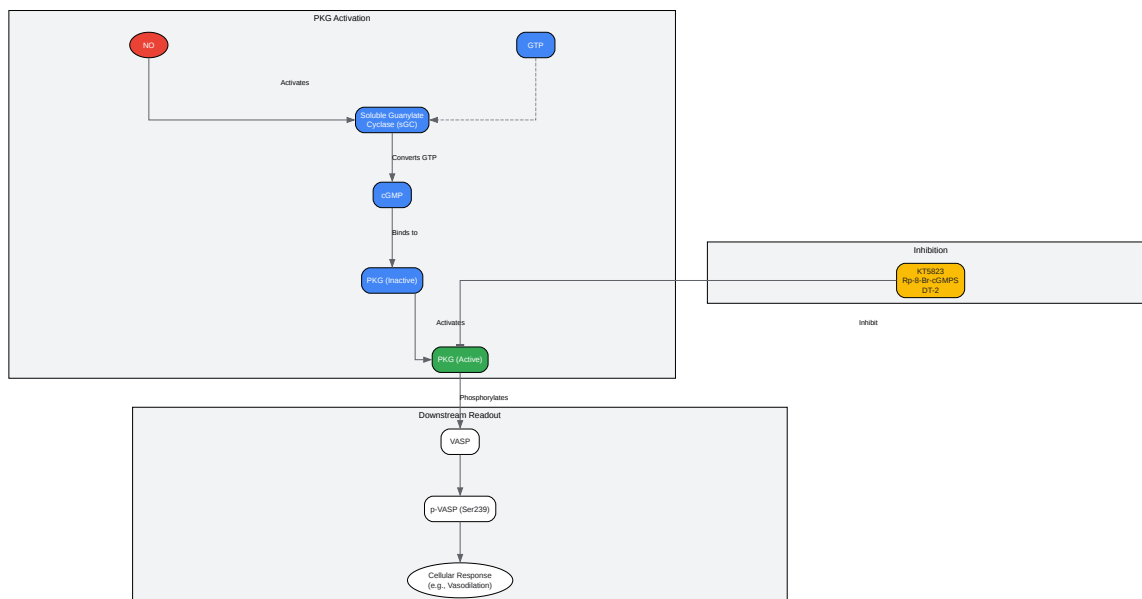 PKG Activation
NO
GTP
Activates
Soluble Guanylate
Cyclase (sGC)
Converts GTP
cGMP
Binds to
Inhibition
KT5823
Rp-8-Br-cGMPS
DT-2
PKG (Inactive)
Activates
Inhibit
PKG (Active)
Phosphorylates
Downstream Readout
VASP
p-VASP (Ser239)
Cellular Response
(e.g., Vasodilation)